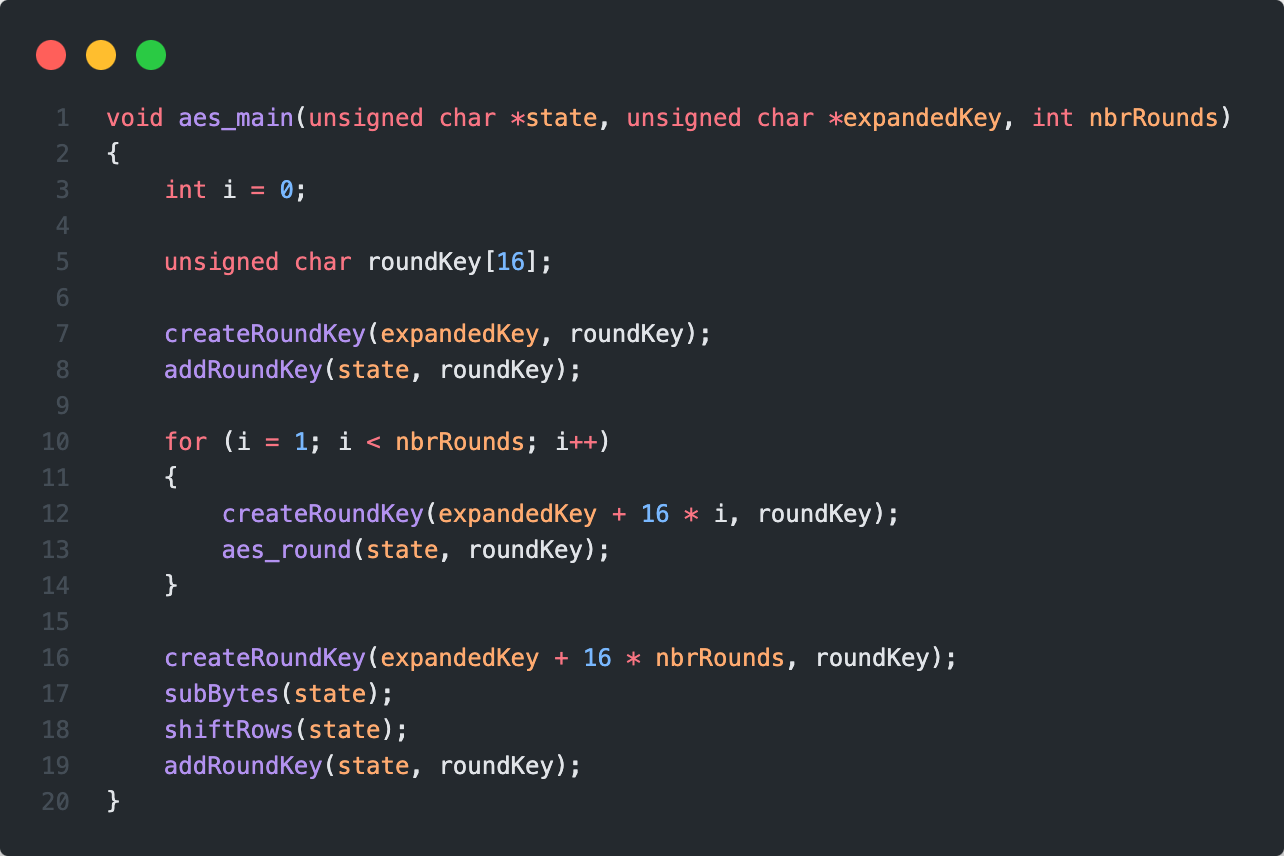 1 void aes_main(unsigned char *state, unsigned char *expandedKey, int nbrRounds)
2 {
3     int i = 0;
4
5     unsigned char roundKey[16];
6
7     createRoundKey(expandedKey, roundKey);
8     addRoundKey(state, roundKey);
9
10     for (i = 1; i < nbrRounds; i++)
11     {
12         createRoundKey(expandedKey + 16 * i, roundKey);
13         aes_round(state, roundKey);
14     }
15
16     createRoundKey(expandedKey + 16 * nbrRounds, roundKey);
17     subBytes(state);
18     shiftRows(state);
19     addRoundKey(state, roundKey);
20 }